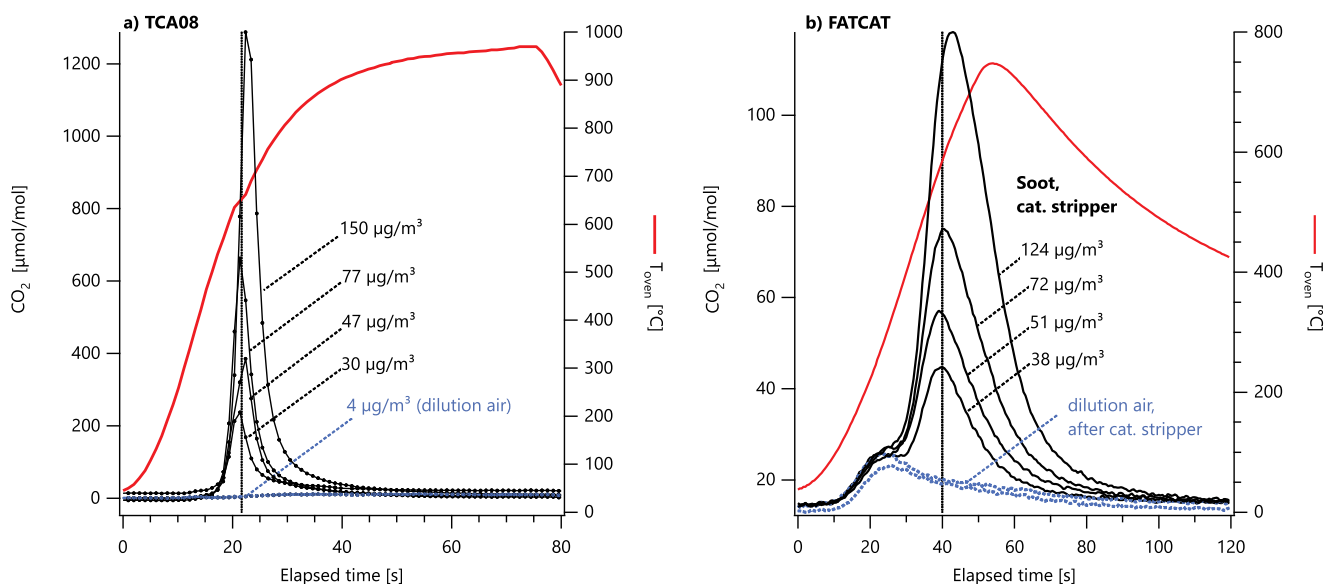 a) TCA08
1200
1000
800
600
400
200
0
CO2 [µmol/mol]
150 µg/m³
77 µg/m³
47 µg/m³
30 µg/m³
4 µg/m³ (dilution air)
1000
900
800
700
600
500
400
300
200
100
0
Toven [°C]
0 20 40 60 80
Elapsed time [s]
b) FATCAT
100
80
60
40
20
CO2 [µmol/mol]
Soot,
cat. stripper
124 µg/m³
72 µg/m³
51 µg/m³
38 µg/m³
dilution air,
after cat. stripper
800
600
400
200
0
Toven [°C]
0 20 40 60 80 100 120
Elapsed time [s]